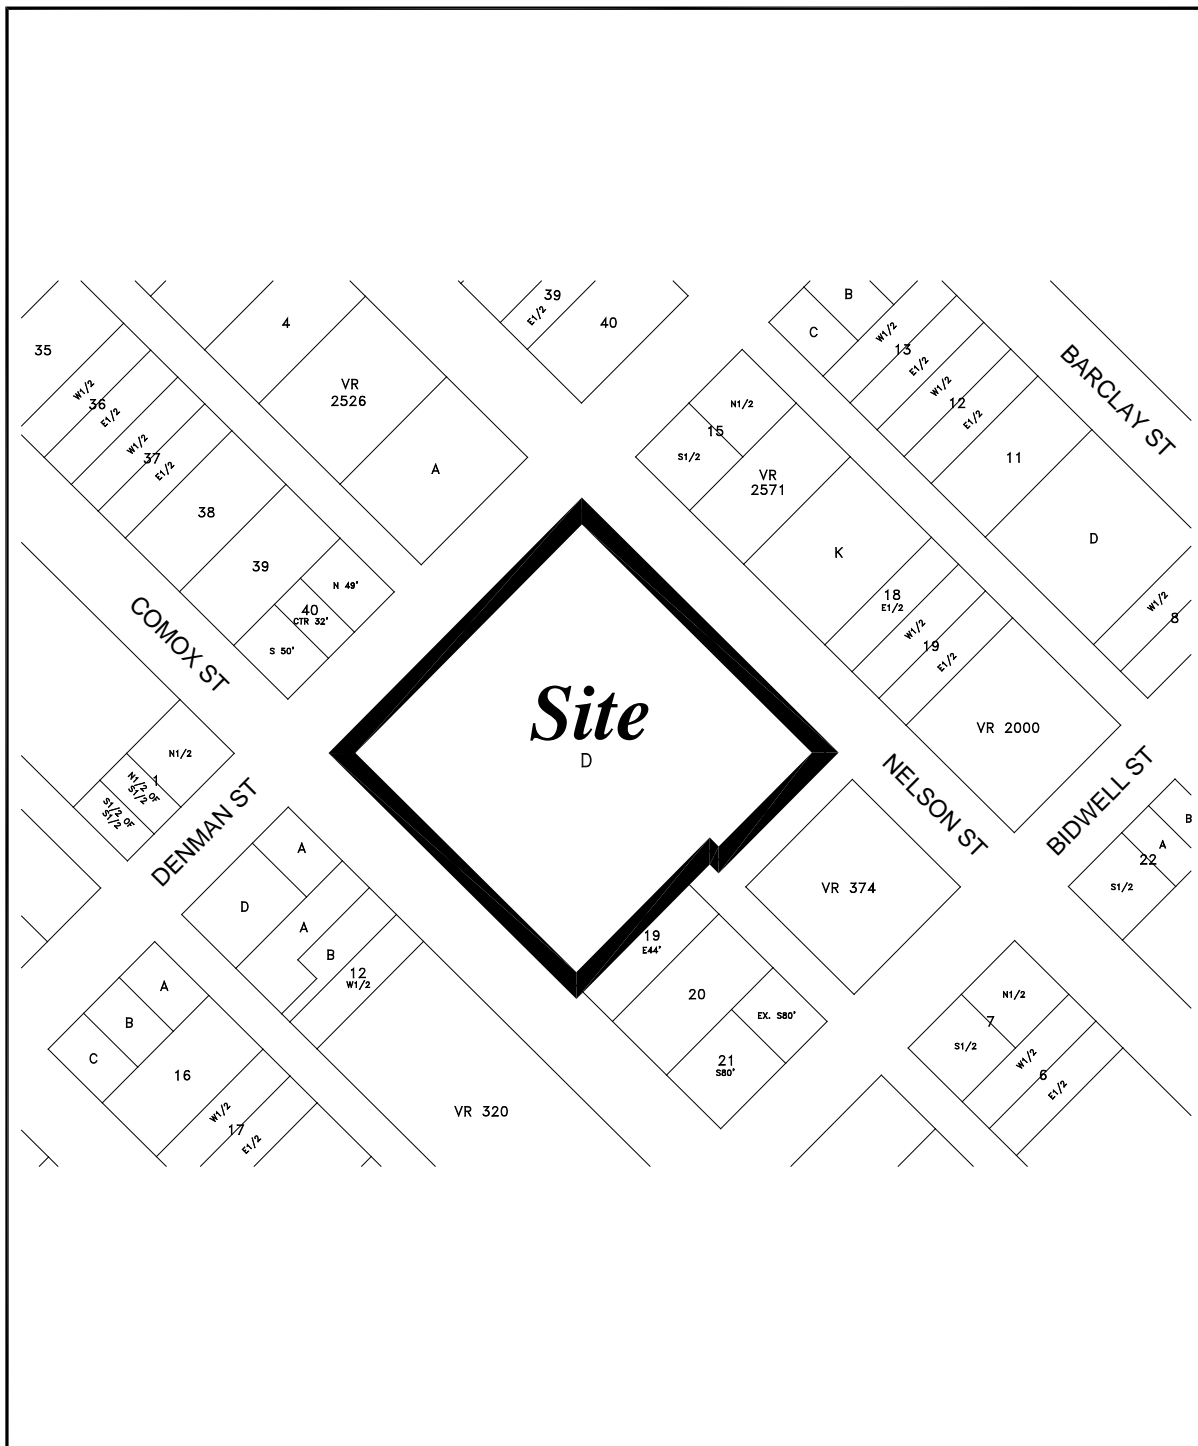 B
39
E1/2
40
4
C
35
W1/2
13
E1/2
BARCLAY ST
VR
2526
W1/2
36
E1/2
N1/2
W1/2
12
E1/2
15
S1/2
W1/2
37
E1/2
A
VR
2571
11
38
K
D
39
N 49'
40
CTR 32'
S 50'
18
E1/2
W1/2
8
COMOX ST
W1/2
19
E1/2
Site
D
VR 2000
N1/2
N1/2 OF
S1/2
1
S1/2 OF
S1/2
DENMAN ST
NELSON ST
BIDWELL ST
B
A
22
S1/2
A
D
A
B
VR 374
19
E44'
12
W1/2
A
B
C
20
EX. S80'
N1/2
7
S1/2
21
S80'
W1/2
6
E1/2
16
W1/2
17
E1/2
VR 320